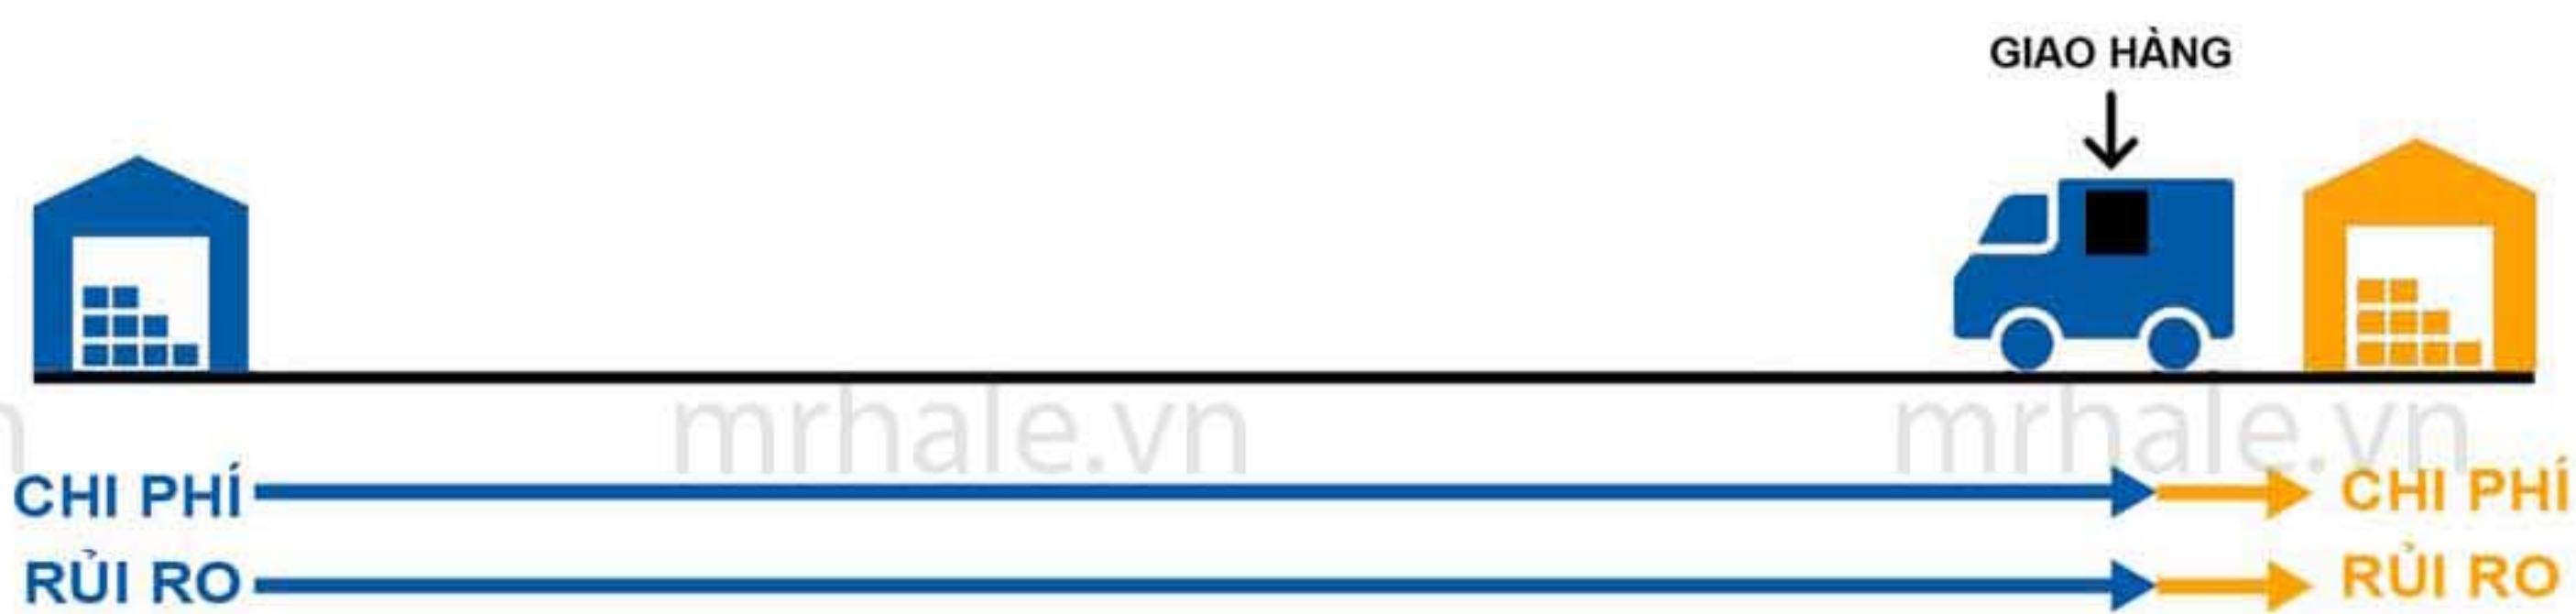 GIAO HÀNG
mrhale.vn mrhale.vn
CHI PHÍ CHI PHÍ
RỦI RO RỦI RO